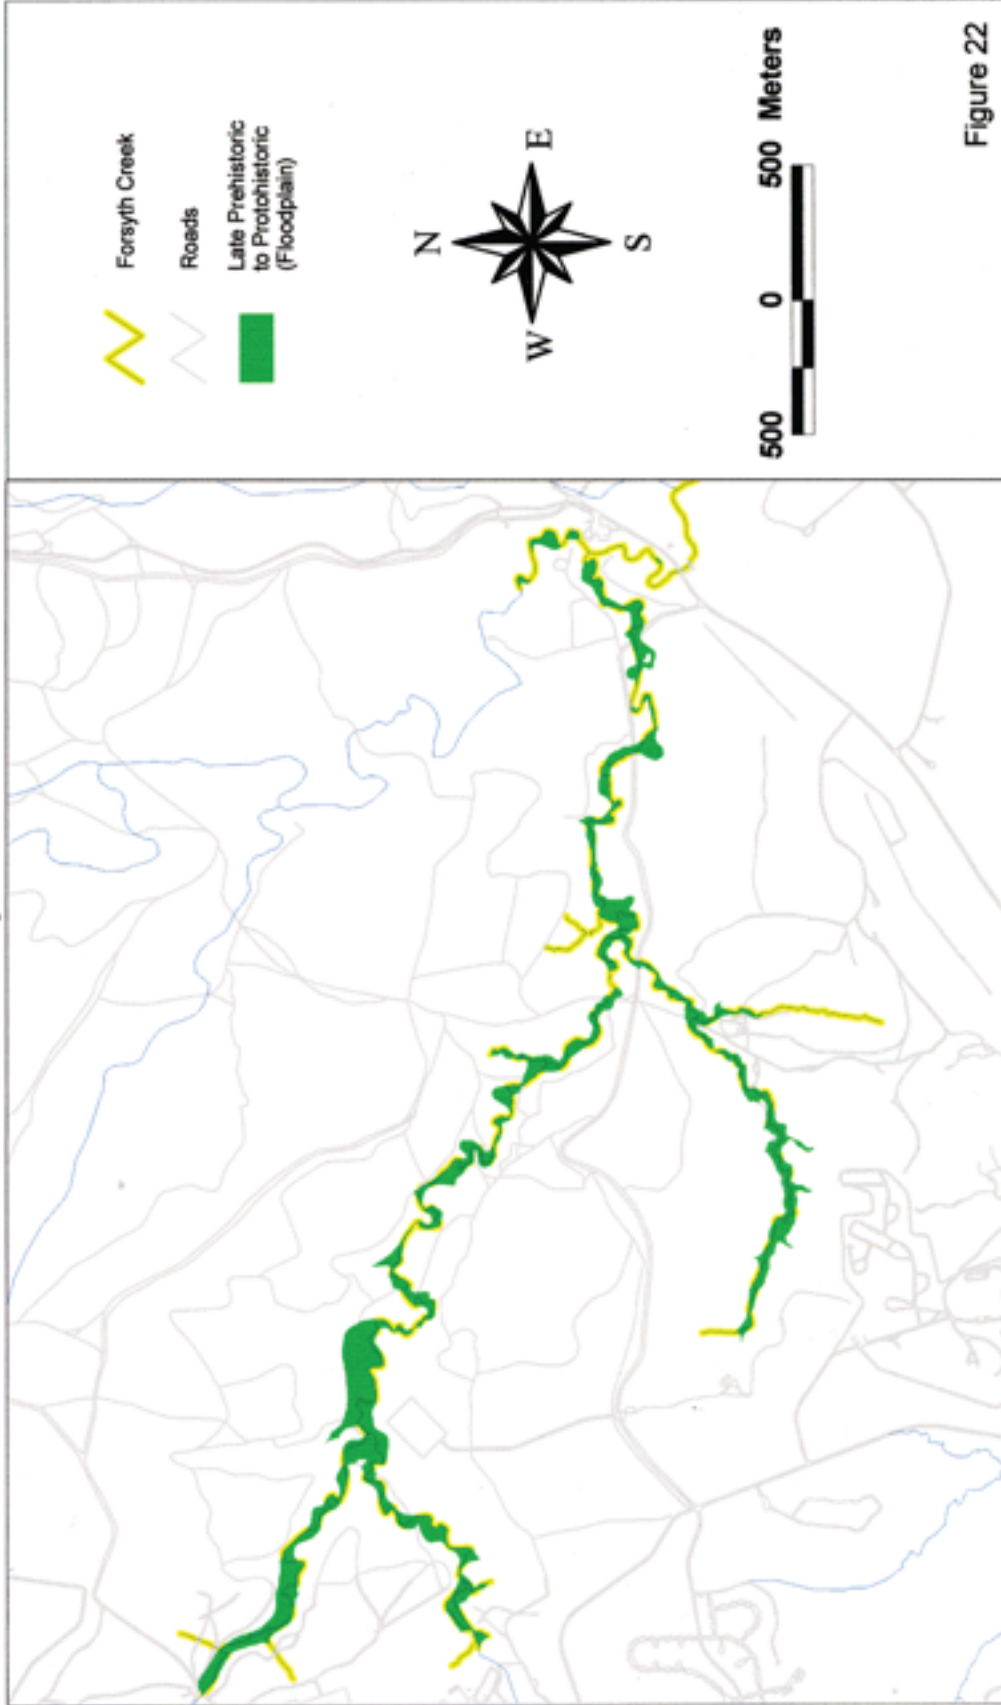 Forsyth Creek
Roads
Late Prehistoric
to Protohistoric
(Floodplain)
N
W
E
S
500
0
500 Meters
Figure 22